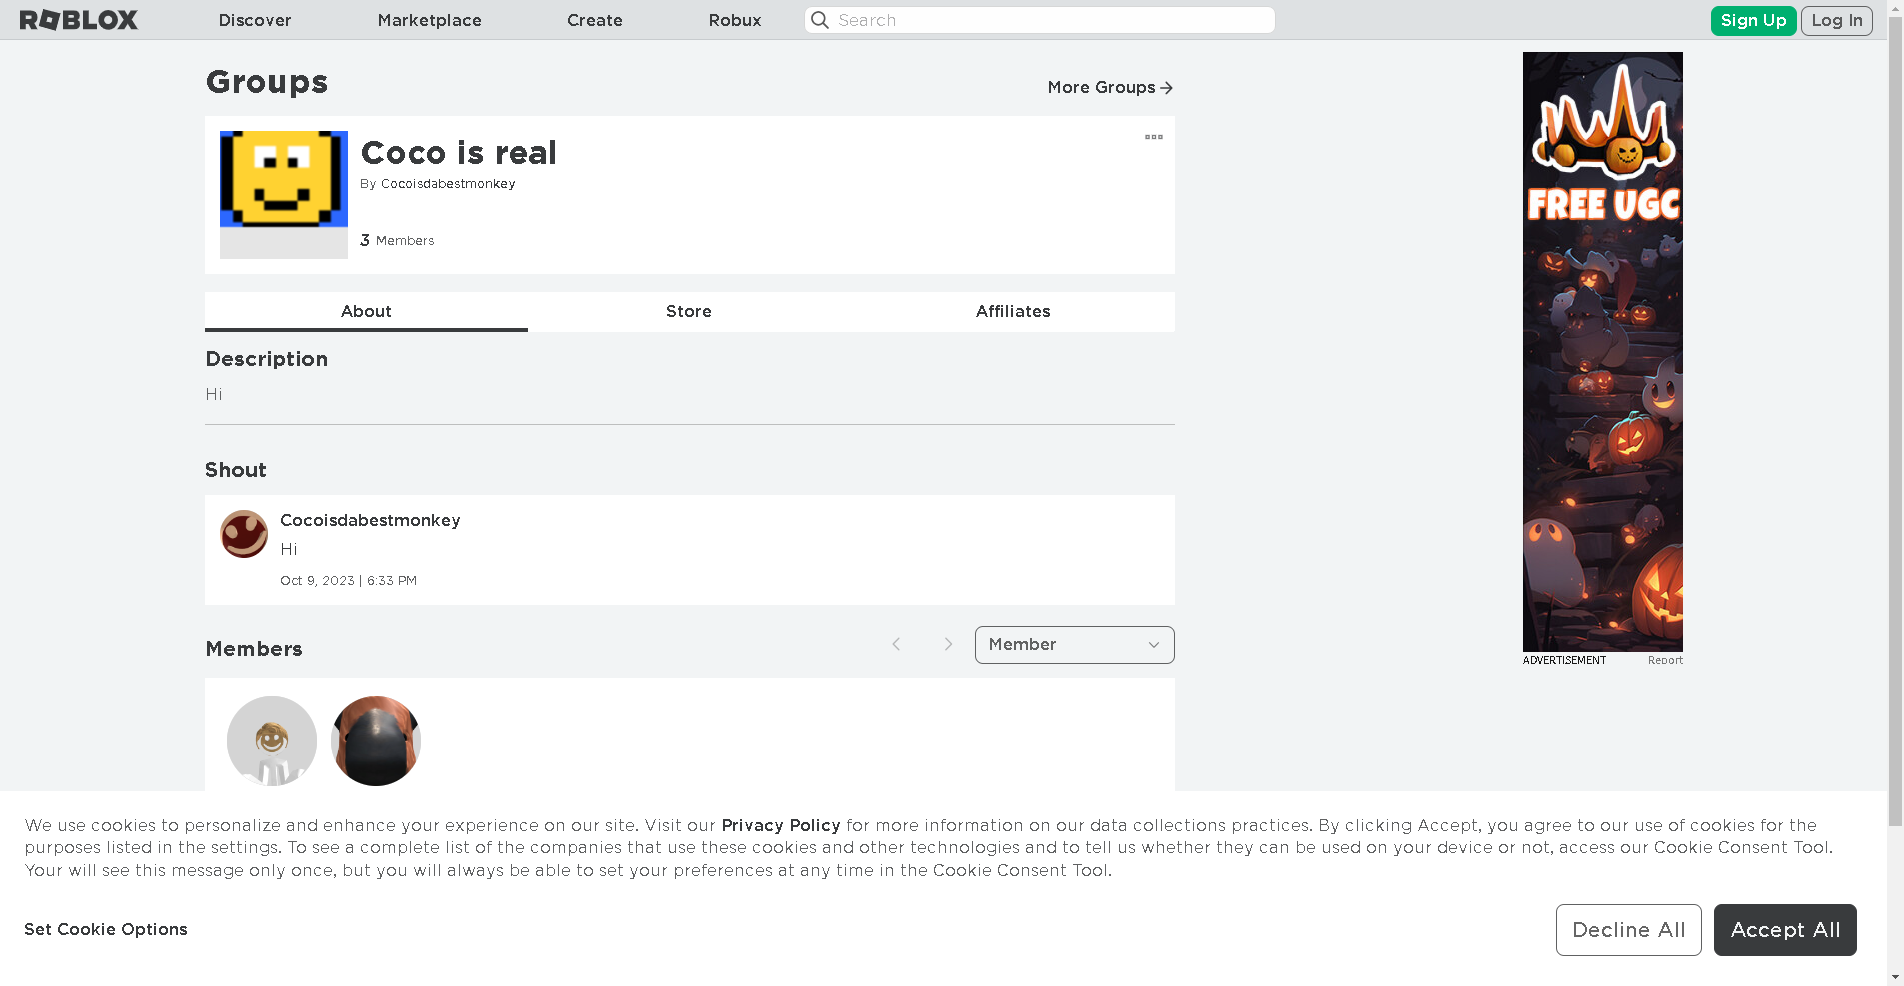 ROBLOX
Discover
Marketplace
Create
Robux
Search
Sign Up
Log In
Groups
More Groups
Coco is real
By Cocoisdabestmonkey
3 Members
About
Store
Affiliates
Description
Hi
Shout
Cocoisdabestmonkey
Hi
Oct 9, 2023 | 6:33 PM
Members
Member
FREE UGC
ADVERTISEMENT
Report
We use cookies to personalize and enhance your experience on our site. Visit our Privacy Policy for more information on our data collections practices. By clicking Accept, you agree to our use of cookies for the
purposes listed in the settings. To see a complete list of the companies that use these cookies and other technologies and to tell us whether they can be used on your device or not, access our Cookie Consent Tool.
Your will see this message only once, but you will always be able to set your preferences at any time in the Cookie Consent Tool.
Set Cookie Options
Decline All
Accept All